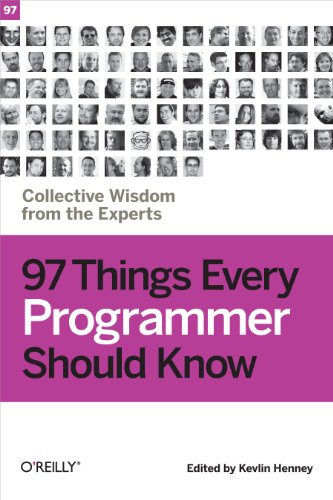 97
Collective Wisdom
from the Experts
97 Things Every
Programmer
Should Know
O'REILLY®
Edited by Kevlin Henney